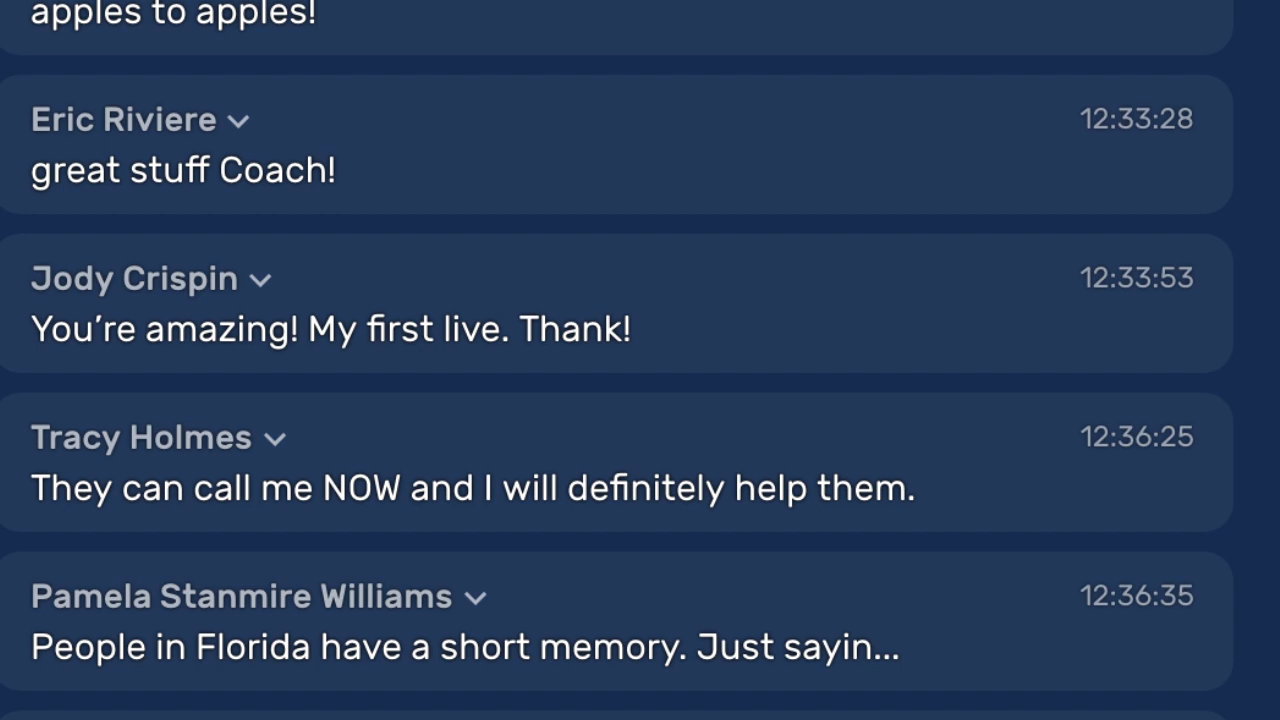 apples to apples!
Eric Riviere 12:33:28
great stuff Coach!
Jody Crispin 12:33:53
You’re amazing! My first live. Thank!
Tracy Holmes 12:36:25
They can call me NOW and I will definitely help them.
Pamela Stanmire Williams 12:36:35
People in Florida have a short memory. Just sayin...